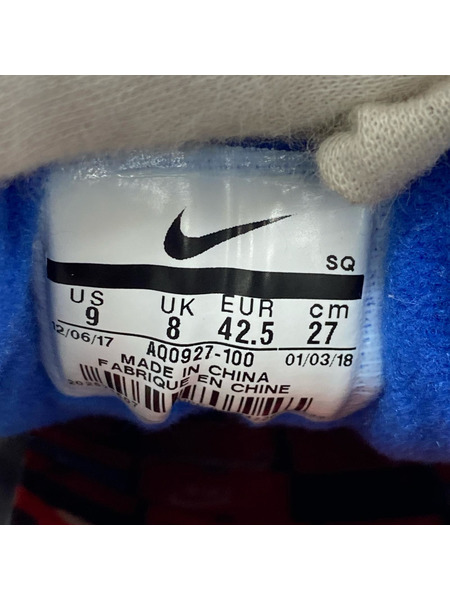 SQ
US UK EUR cm
9 8 42.5 27
12/06/17 AQ0927-100 01/03/18
MADE IN CHINA
FABRIQUE EN CHINE